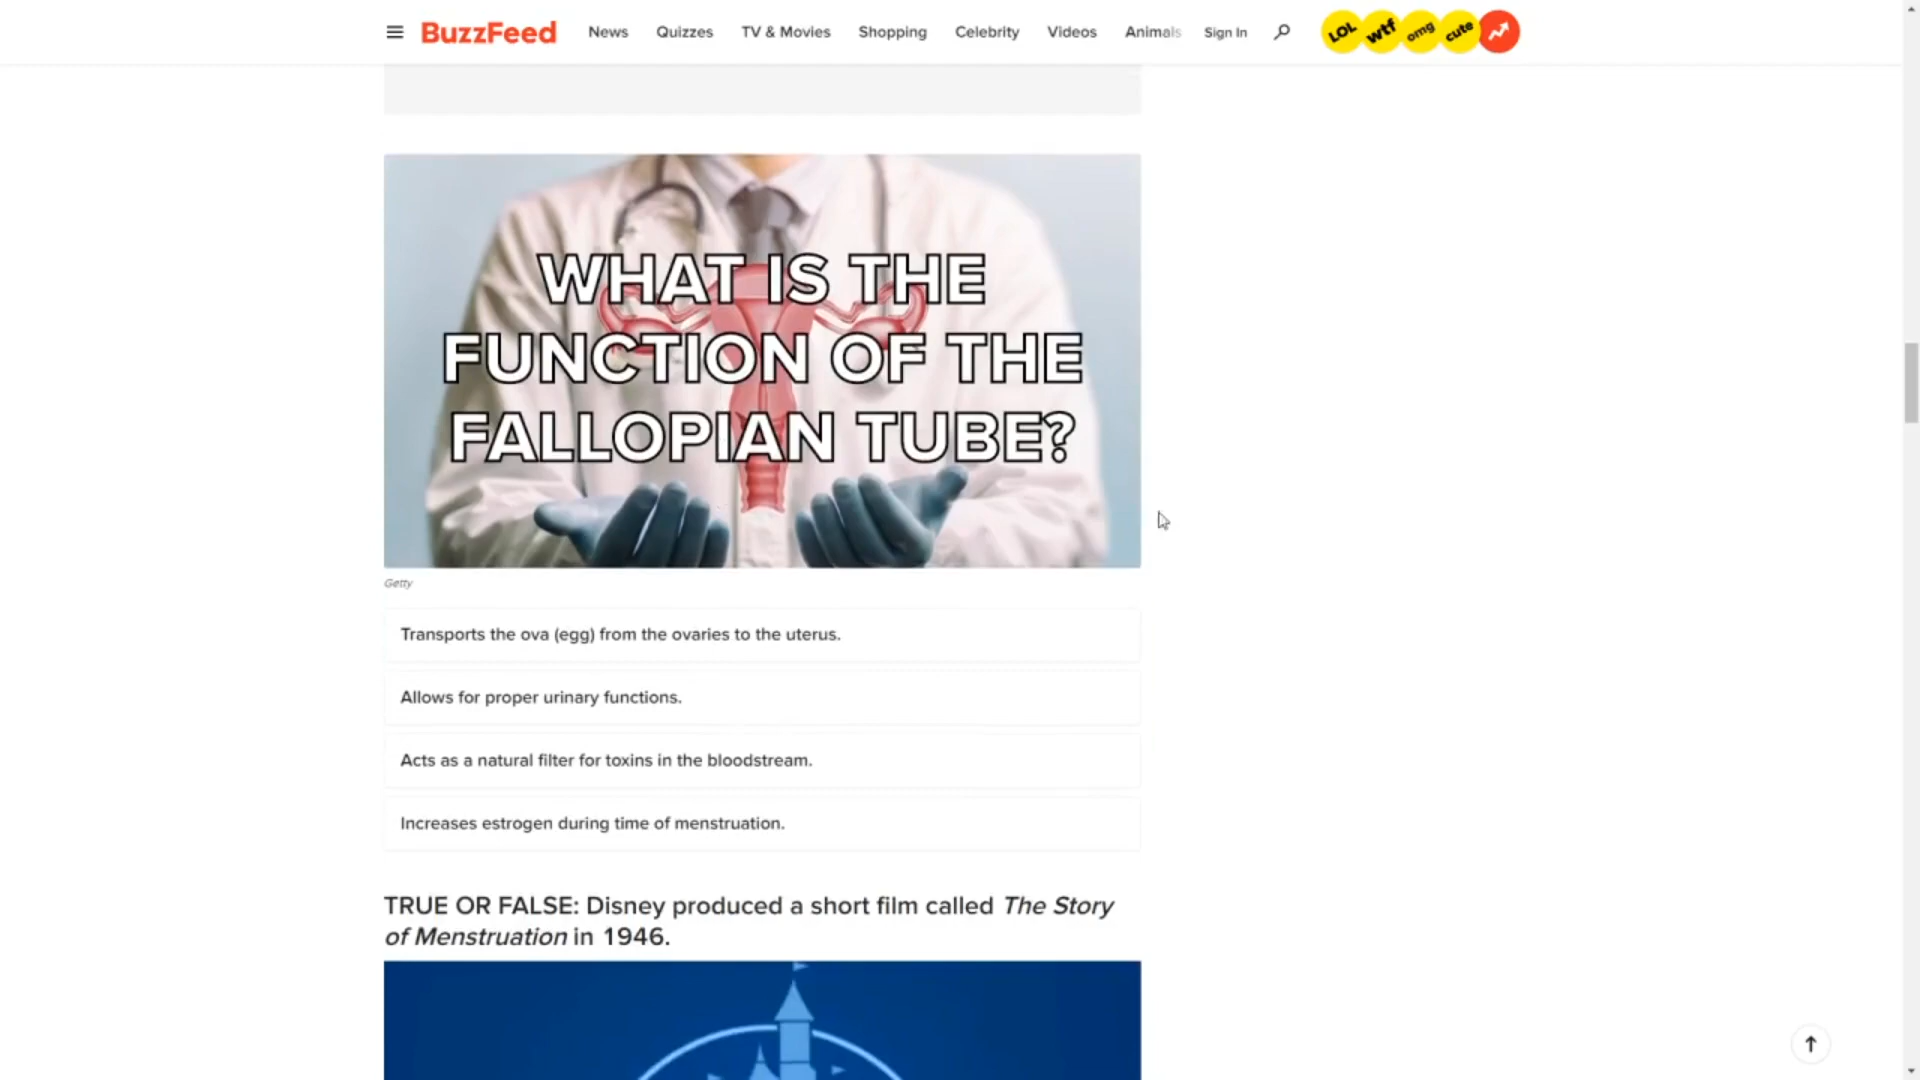 BuzzFeed News Quizzes TV & Movies Shopping Celebrity Videos Animals Sign In LOL wtf omg cute
WHAT IS THE
FUNCTION OF THE
FALLOPIAN TUBE?
Getty
Transports the ova (egg) from the ovaries to the uterus.
Allows for proper urinary functions.
Acts as a natural filter for toxins in the bloodstream.
Increases estrogen during time of menstruation.
TRUE OR FALSE: Disney produced a short film called The Story
of Menstruation in 1946.